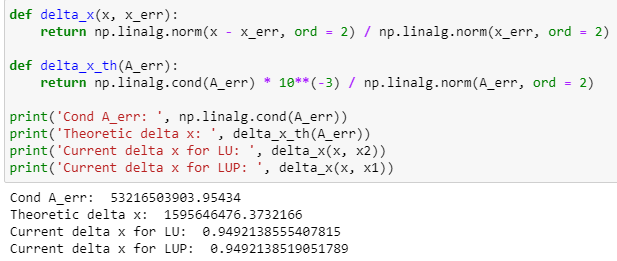 def delta_x(x, x_err):
    return np.linalg.norm(x - x_err, ord = 2) / np.linalg.norm(x_err, ord = 2)
def delta_x_th(A_err):
    return np.linalg.cond(A_err) * 10**(-3) / np.linalg.norm(A_err, ord = 2)
print('Cond A_err: ', np.linalg.cond(A_err))
print('Theoretic delta x: ', delta_x_th(A_err))
print('Current delta x for LU: ', delta_x(x, x2))
print('Current delta x for LUP: ', delta_x(x, x1))
Cond A_err:  53216503903.95434
Theoretic delta x:  1595646476.3732166
Current delta x for LU:  0.9492138555407815
Current delta x for LUP:  0.9492138519051789